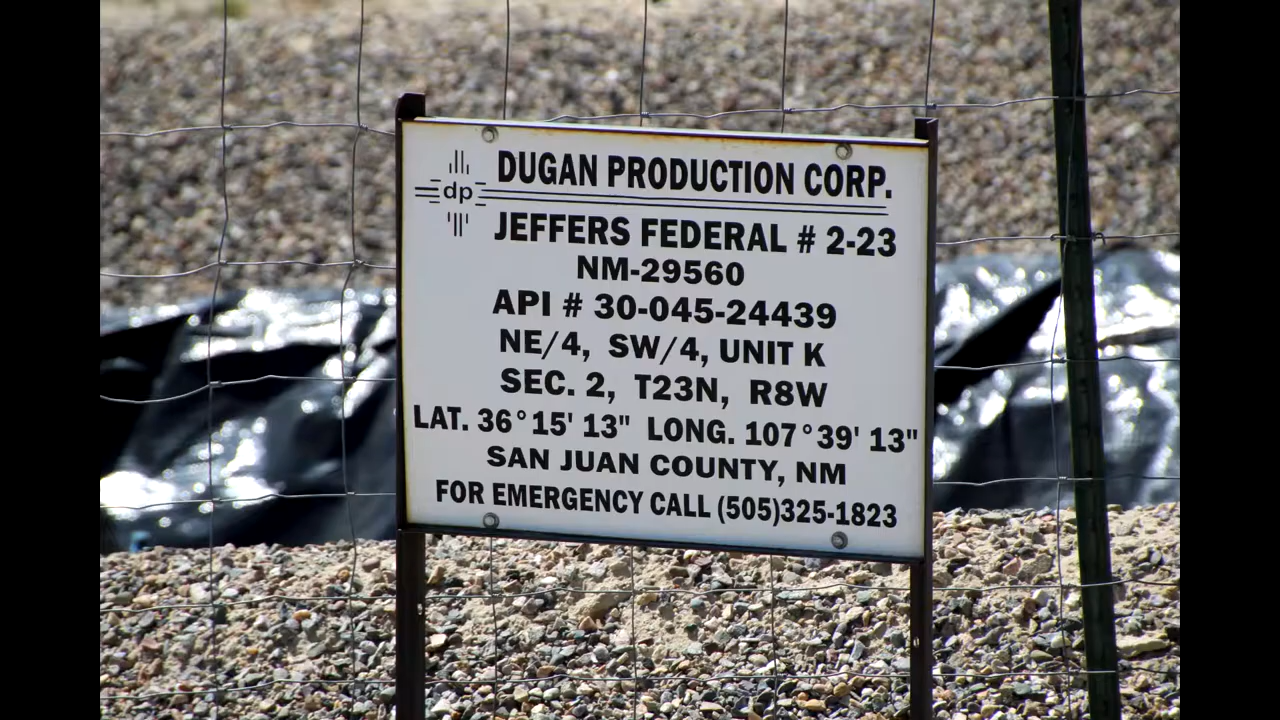 dp
DUGAN PRODUCTION CORP.
JEFFERS FEDERAL # 2-23
NM-29560
API # 30-045-24439
NE/4, SW/4, UNIT K
SEC. 2, T23N, R8W
LAT. 36° 15' 13" LONG. 107° 39' 13"
SAN JUAN COUNTY, NM
FOR EMERGENCY CALL (505)325-1823